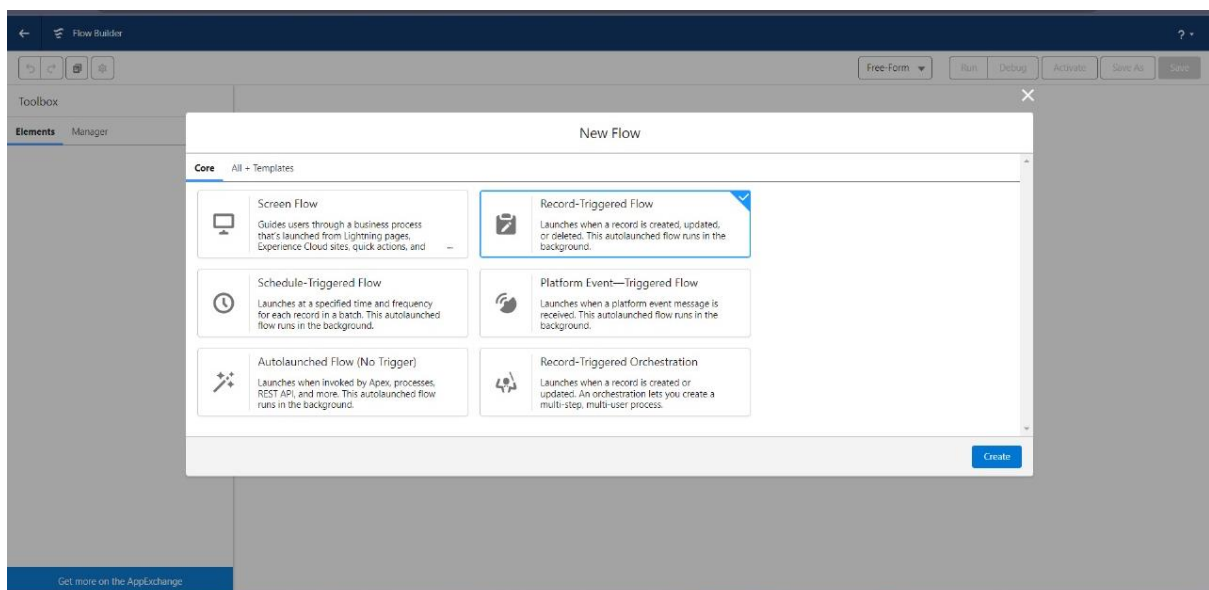 Flow Builder
?
Free-Form
Run
Debug
Activate
Save As
Save
Toolbox
Elements
Manager
New Flow
Core
All + Templates
Screen Flow
Guides users through a business process
that's launched from Lightning pages,
Experience Cloud sites, quick actions, and
Record-Triggered Flow
Launches when a record is created, updated,
or deleted. This autolaunched flow runs in the
background.
Schedule-Triggered Flow
Launches at a specified time and frequency
for each record in a batch. This autolaunched
flow runs in the background.
Platform Event—Triggered Flow
Launches when a platform event message is
received. This autolaunched flow runs in the
background.
Autolaunched Flow (No Trigger)
Launches when invoked by Apex, processes,
REST API, and more. This autolaunched flow
runs in the background.
Record-Triggered Orchestration
Launches when a record is created or
updated. An orchestration lets you create a
multi-step, multi-user process.
Create
Get more on the AppExchange